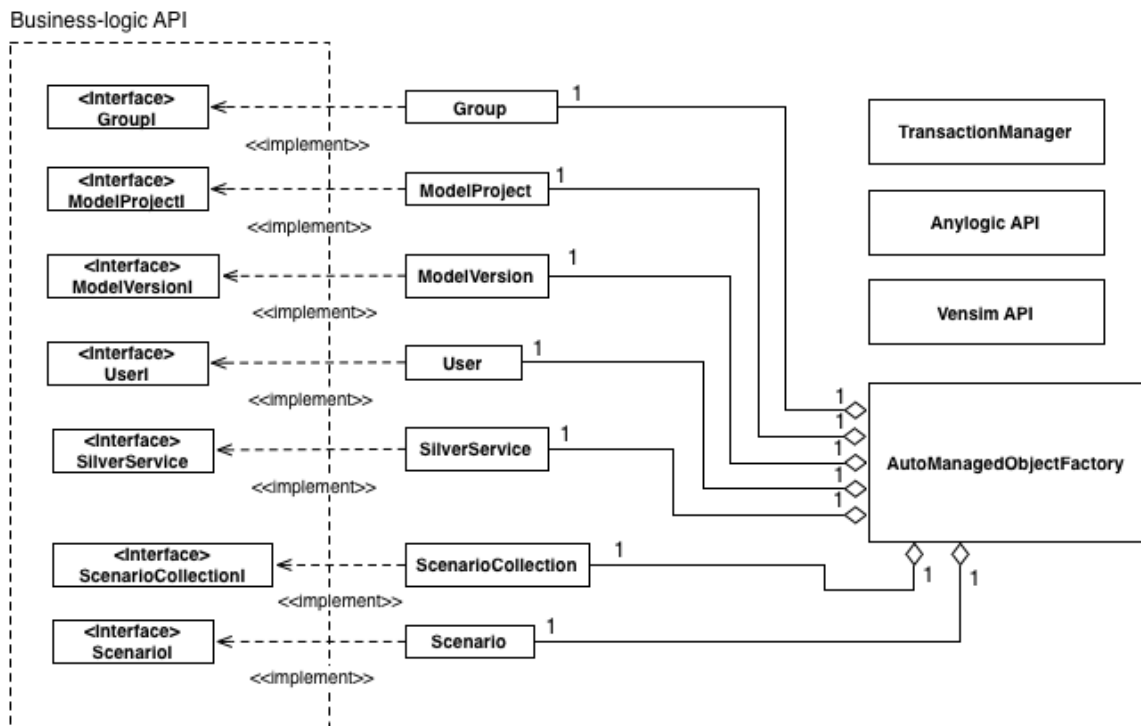 Business-logic API
<Interface>
GroupI
Group
1
<<implement>>
TransactionManager
<Interface>
ModelProjectI
ModelProject
1
<<implement>>
Anylogic API
<Interface>
ModelVersionI
ModelVersion
1
<<implement>>
Vensim API
<Interface>
UserI
User
1
<<implement>>
1
1
1
1
1
AutoManagedObjectFactory
<Interface>
SilverService
SilverService
1
<<implement>>
<Interface>
ScenarioCollectionI
ScenarioCollection
1
1
1
<<implement>>
<Interface>
ScenarioI
Scenario
1
<<implement>>